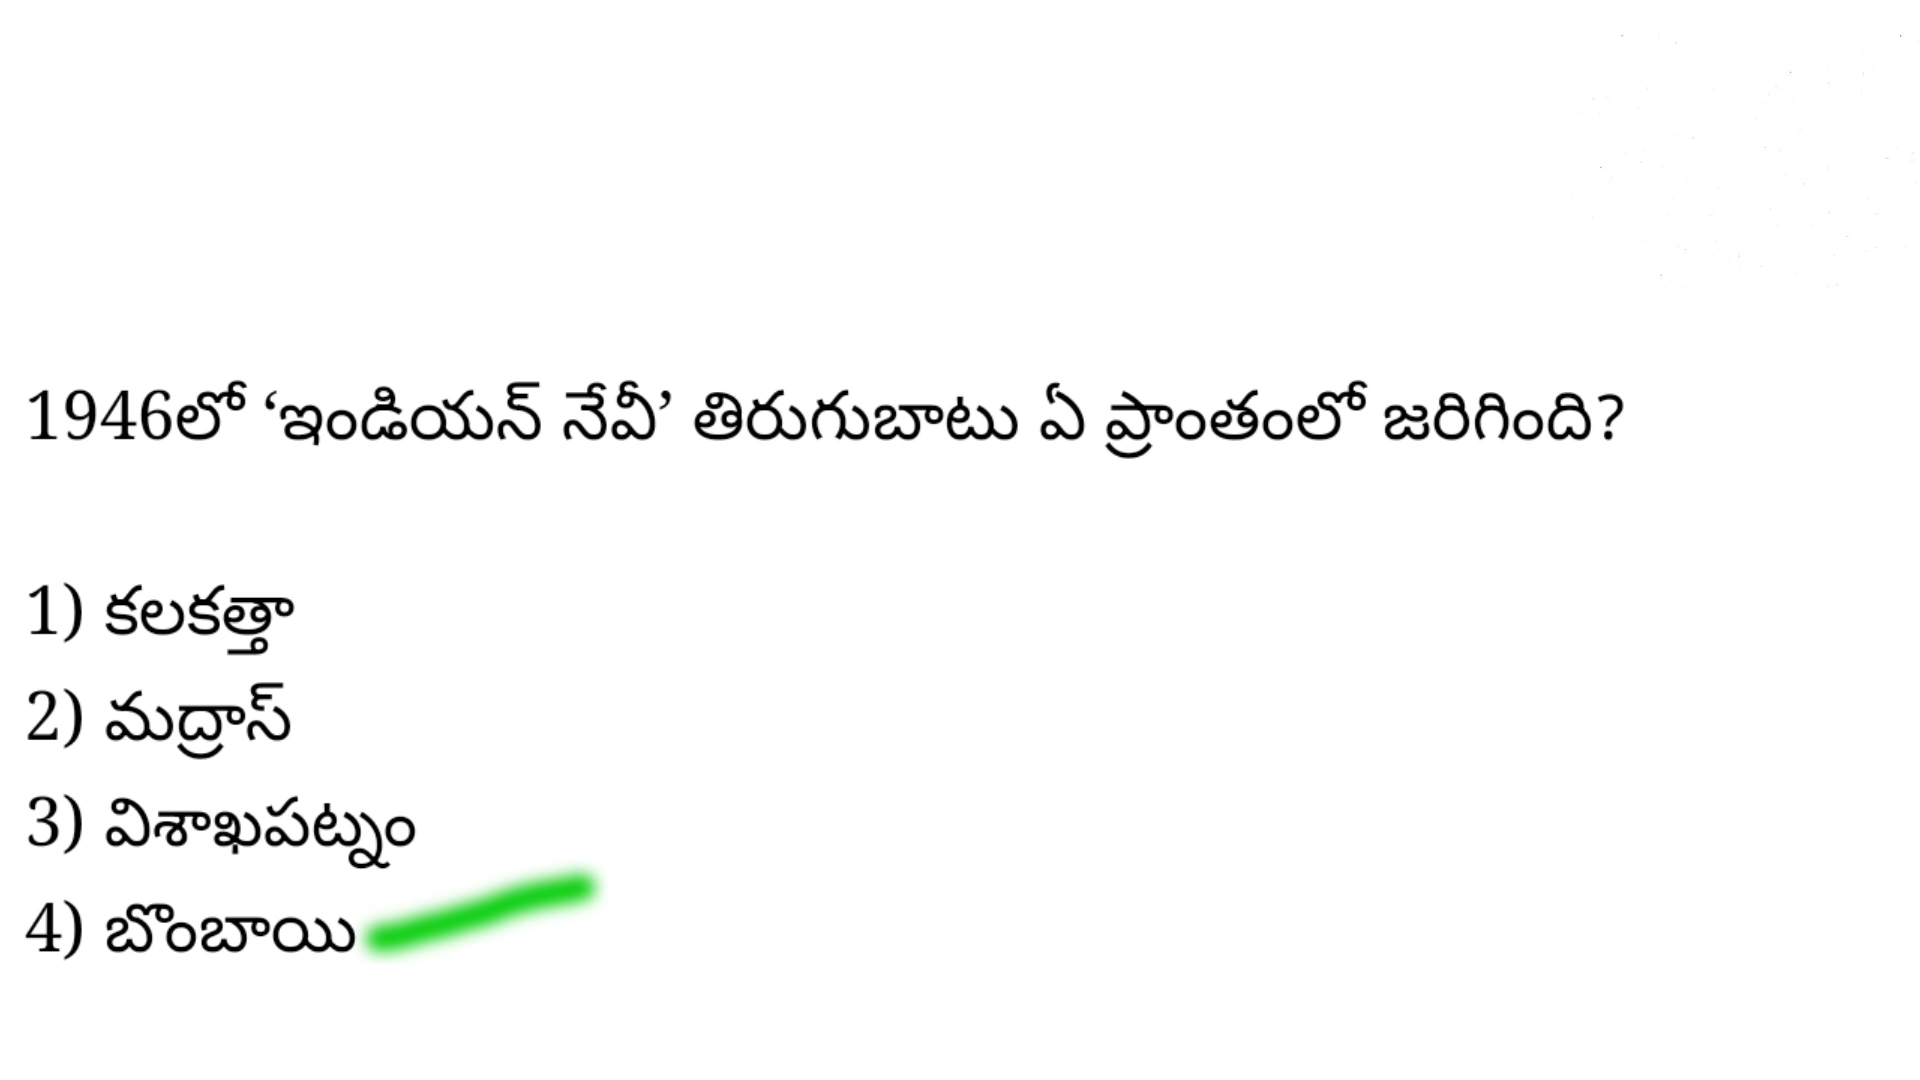 1946లో ‘ఇండియన్ నేవీ’ తిరుగుబాటు ఏ ప్రాంతంలో జరిగింది?
1) కలకత్తా
2) మద్రాస్
3) విశాఖపట్నం
4) బొంబాయి